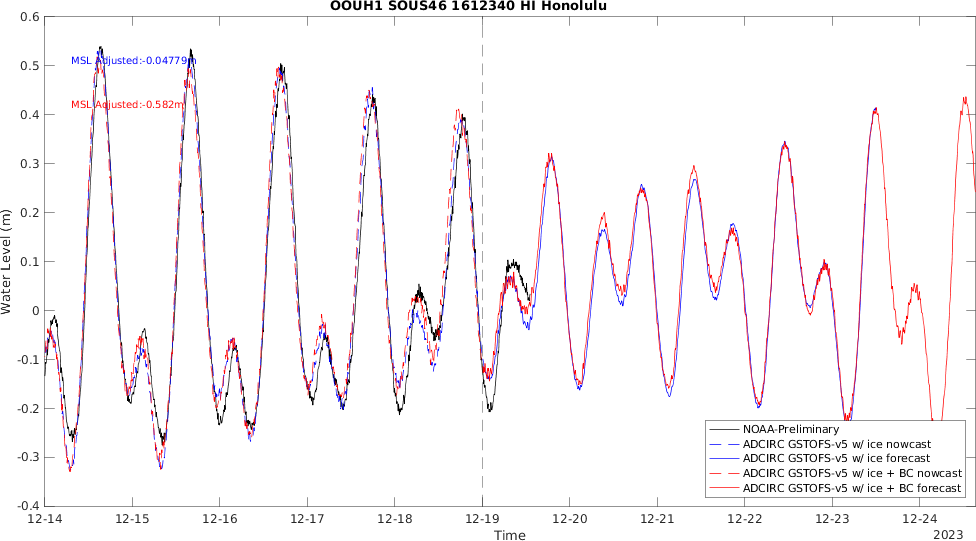 OOUH1 SOUS46 1612340 HI Honolulu
0.6
0.5
0.4
0.3
0.2
0.1
0
-0.1
-0.2
-0.3
-0.4
Water Level (m)
MSL Adjusted:-0.04779m
MSL Adjusted:-0.582m
NOAA-Preliminary
ADCIRC GSTOFS-v5 w/ ice nowcast
ADCIRC GSTOFS-v5 w/ ice forecast
ADCIRC GSTOFS-v5 w/ ice + BC nowcast
ADCIRC GSTOFS-v5 w/ ice + BC forecast
12-14 12-15 12-16 12-17 12-18 12-19 12-20 12-21 12-22 12-23 12-24
Time
2023